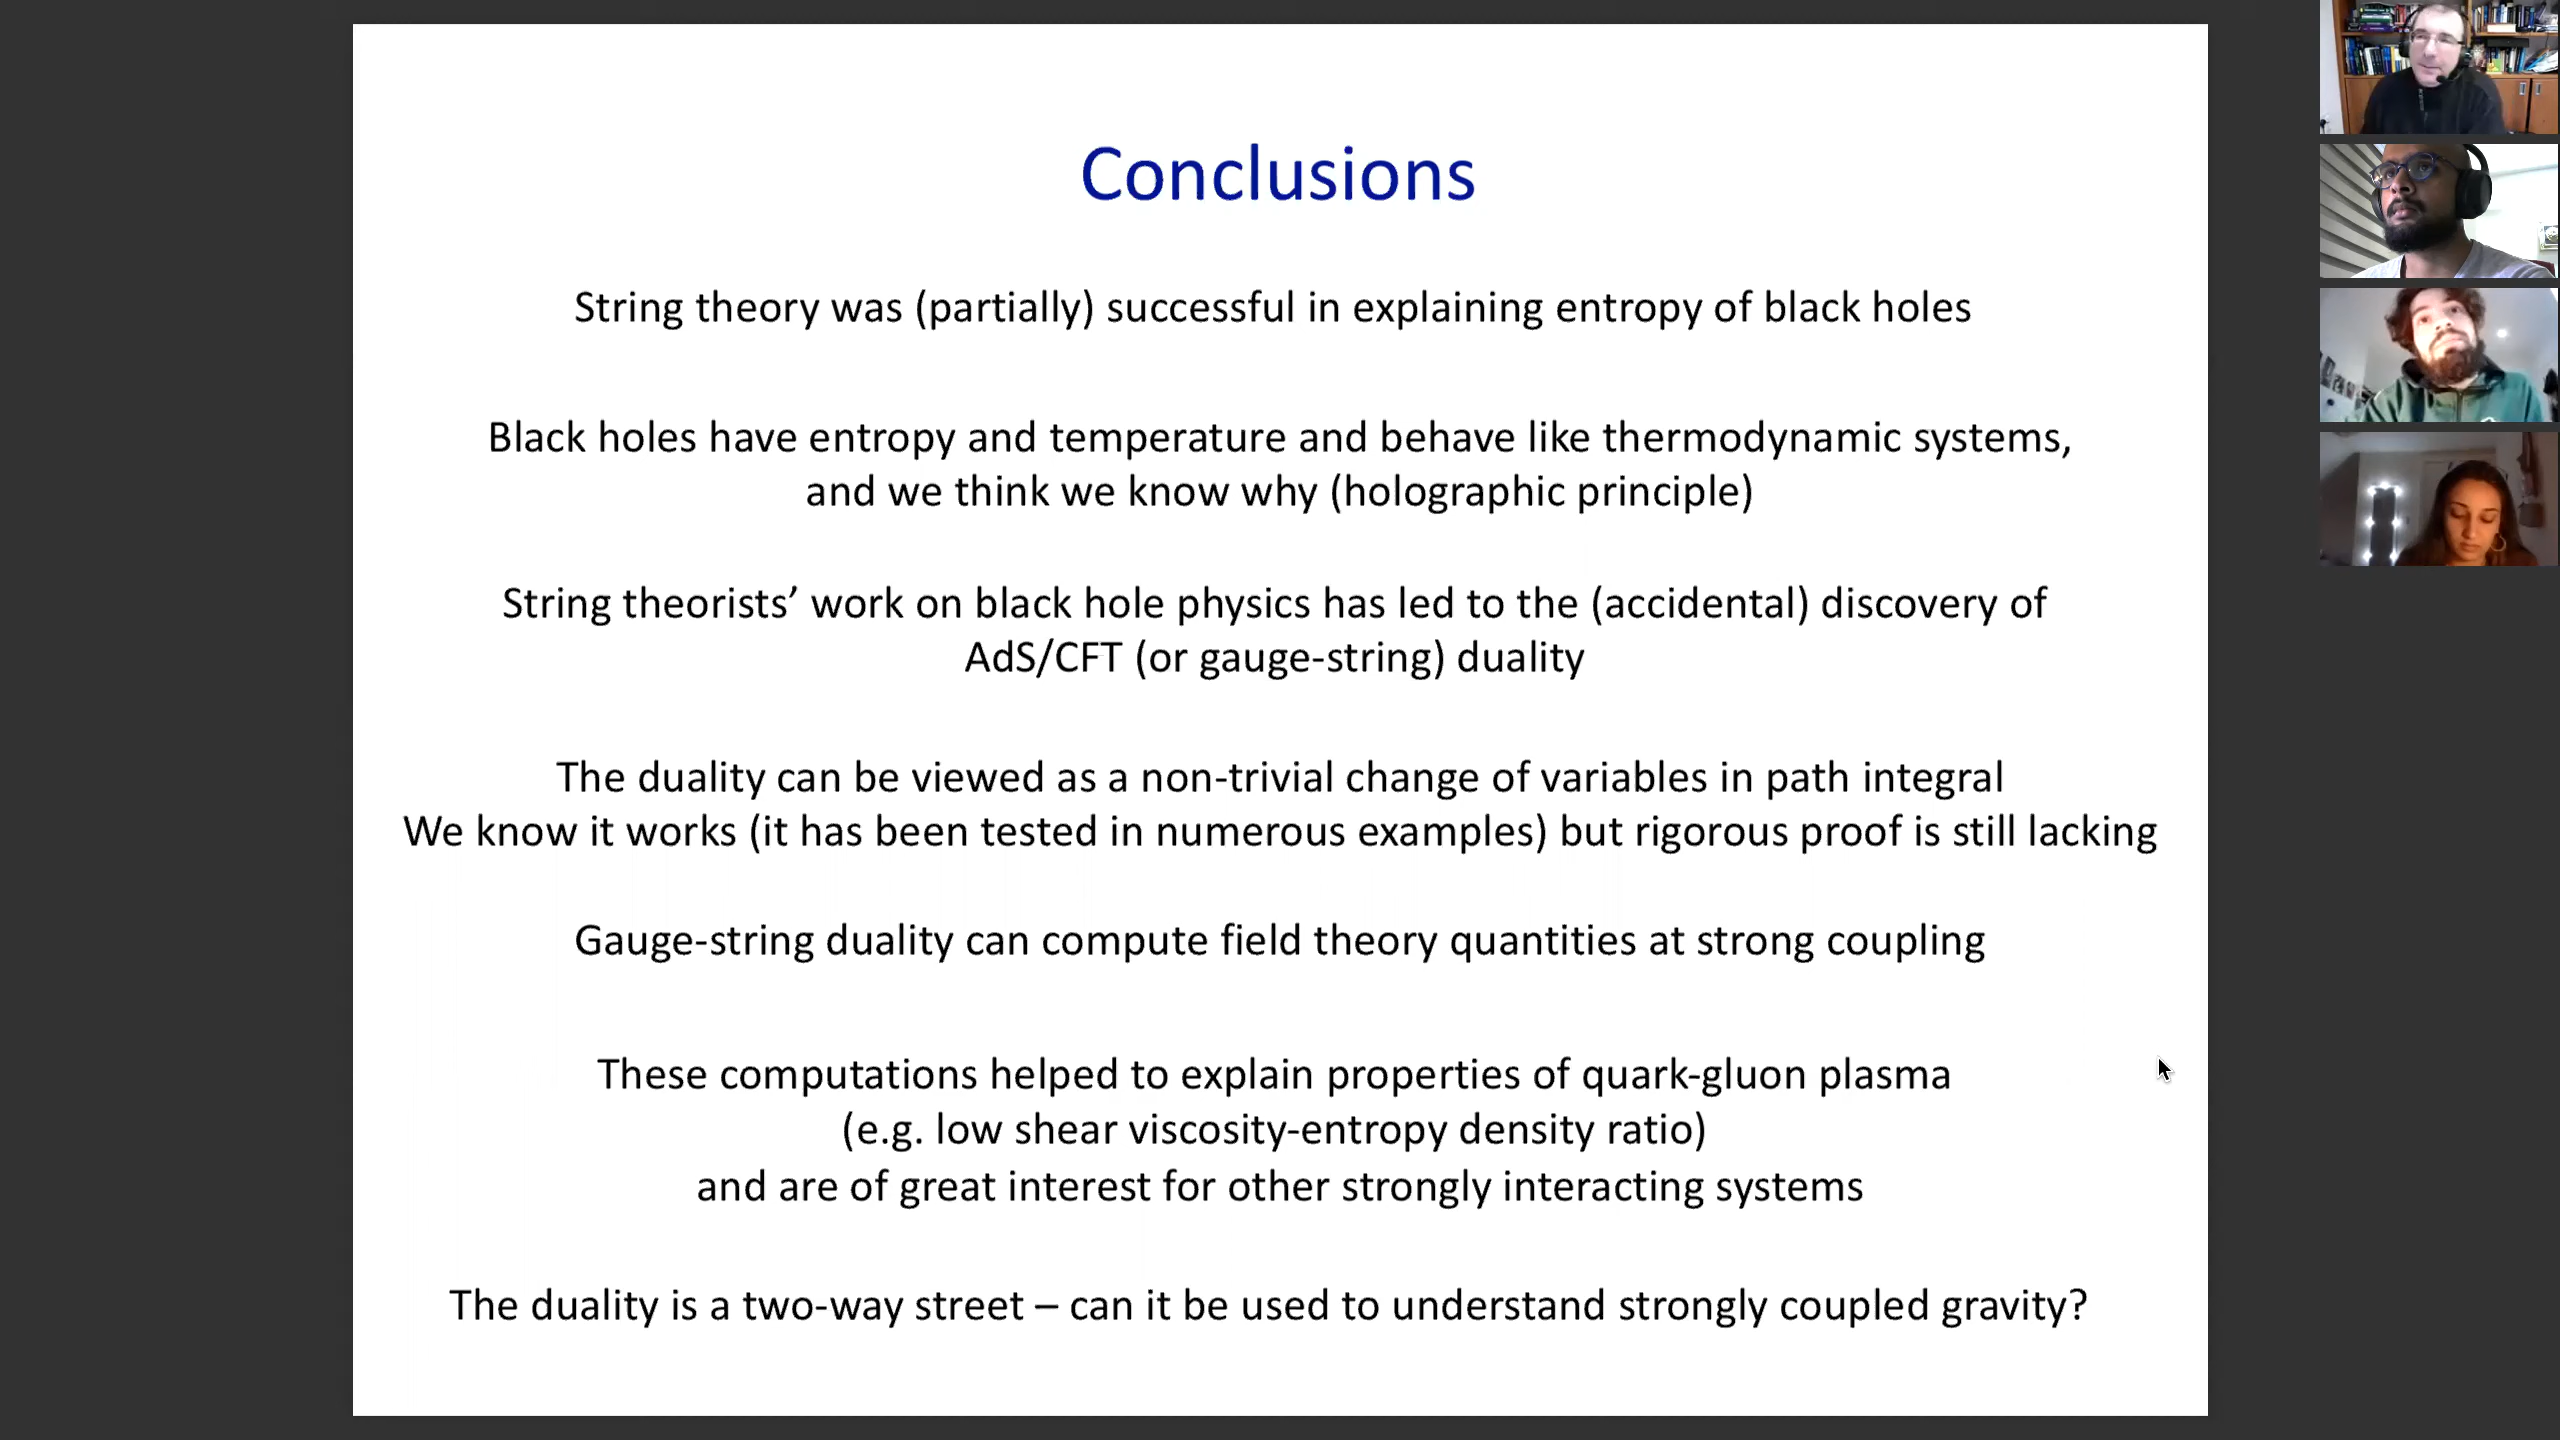 Conclusions
String theory was (partially) successful in explaining entropy of black holes
Black holes have entropy and temperature and behave like thermodynamic systems,
and we think we know why (holographic principle)
String theorists’ work on black hole physics has led to the (accidental) discovery of
AdS/CFT (or gauge-string) duality
The duality can be viewed as a non-trivial change of variables in path integral
We know it works (it has been tested in numerous examples) but rigorous proof is still lacking
Gauge-string duality can compute field theory quantities at strong coupling
These computations helped to explain properties of quark-gluon plasma
(e.g. low shear viscosity-entropy density ratio)
and are of great interest for other strongly interacting systems
The duality is a two-way street – can it be used to understand strongly coupled gravity?